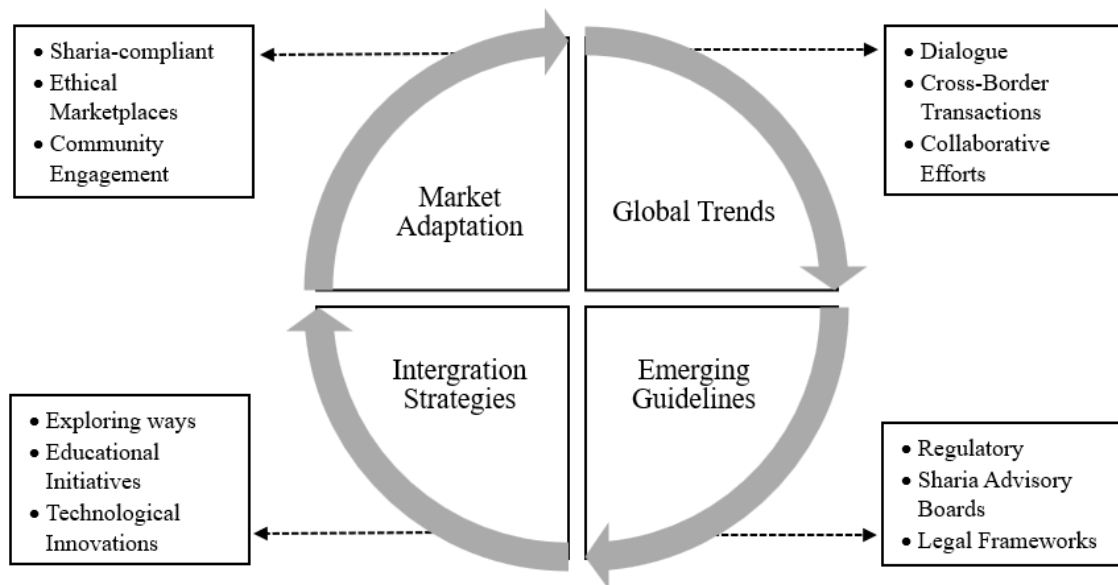 • Sharia-compliant
• Ethical
Marketplaces
• Community
Engagement
• Dialogue
• Cross-Border
Transactions
• Collaborative
Efforts
Market
Adaptation
Global Trends
Intergration
Strategies
Emerging
Guidelines
• Exploring ways
• Educational
Initiatives
• Technological
Innovations
• Regulatory
• Sharia Advisory
Boards
• Legal Frameworks